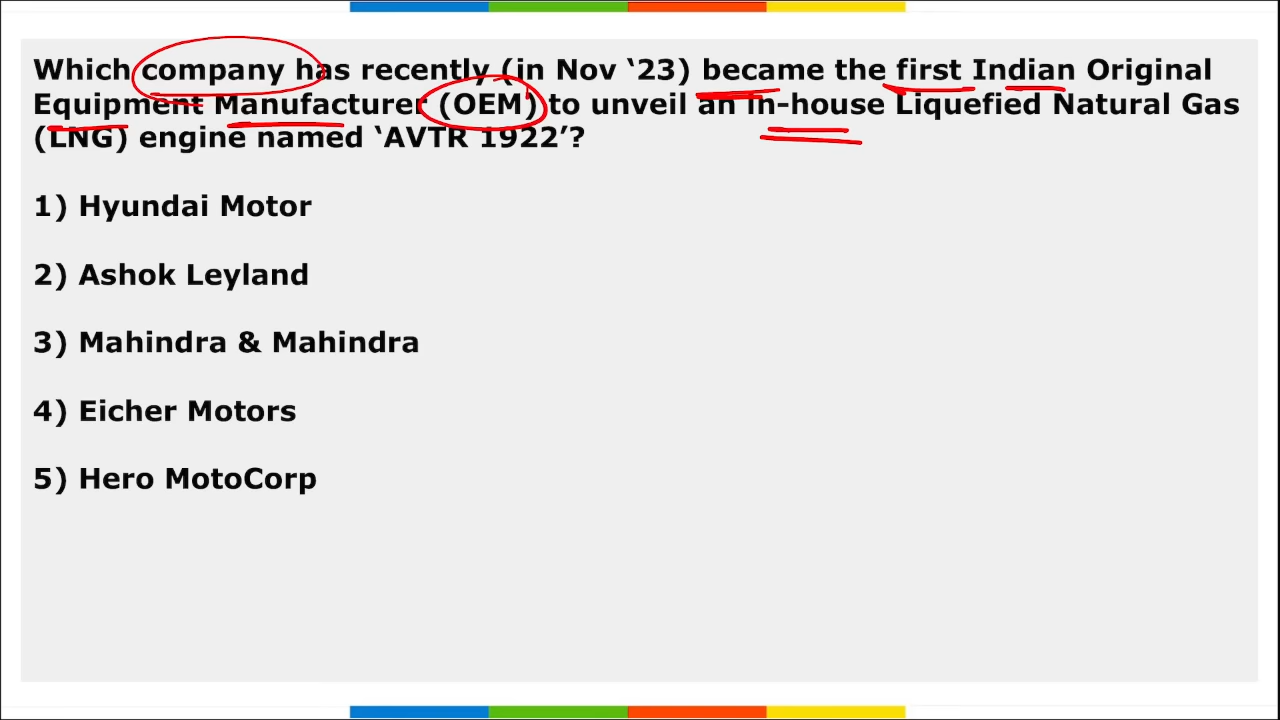 Which company has recently (in Nov ‘23) became the first Indian Original
Equipment Manufacturer (OEM) to unveil an in-house Liquefied Natural Gas
(LNG) engine named ‘AVTR 1922’?
1) Hyundai Motor
2) Ashok Leyland
3) Mahindra & Mahindra
4) Eicher Motors
5) Hero MotoCorp